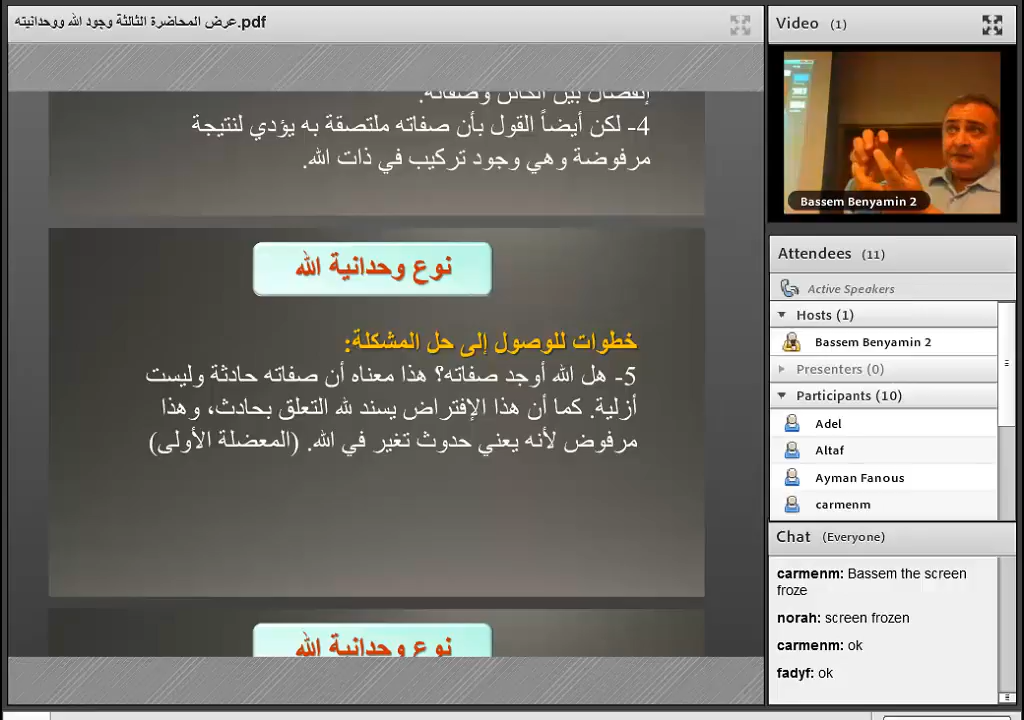 عرض المحاضرة الثالثة وجود الله ووحدانيته.pdf
إنفصال بين الكائن وصفاته.
4- لكن أيضاً القول بأن صفاته ملتصقة به يؤدي لنتيجة
مرفوضة وهي وجود تركيب في ذات الله.
نوع وحدانية الله
خطوات للوصول إلى حل المشكلة:
5- هل الله أوجد صفاته؟ هذا معناه أن صفاته حادثة وليست
أزلية. كما أن هذا الإفتراض يسند لله التعلق بحادث، وهذا
مرفوض لأنه يعني حدوث تغير في الله. (المعضلة الأولى)
نوع وحدانية الله
Video (1)
Bassem Benyamin 2
Attendees (11)
Active Speakers
Hosts (1)
Bassem Benyamin 2
Presenters (0)
Participants (10)
Adel
Altaf
Ayman Fanous
carmenm
Chat (Everyone)
carmenm: Bassem the screen
froze
norah: screen frozen
carmenm: ok
fadyf: ok